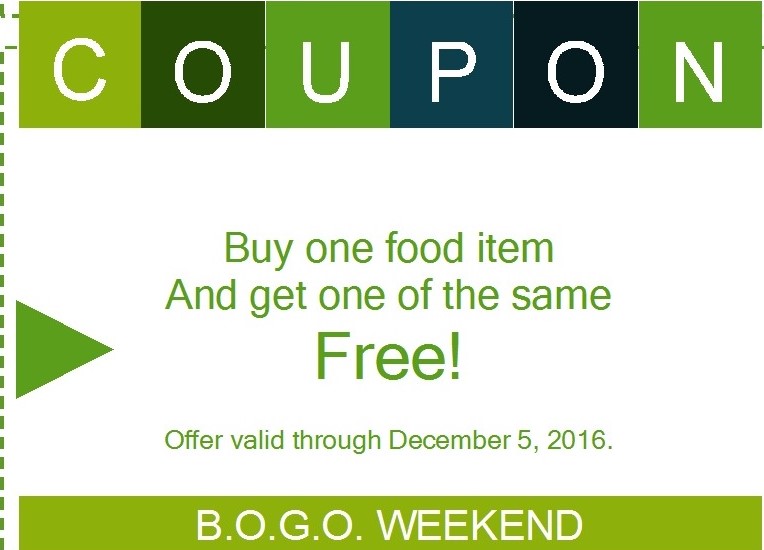 COUPON
Buy one food item
And get one of the same
Free!
Offer valid through December 5, 2016.
B.O.G.O. WEEKEND